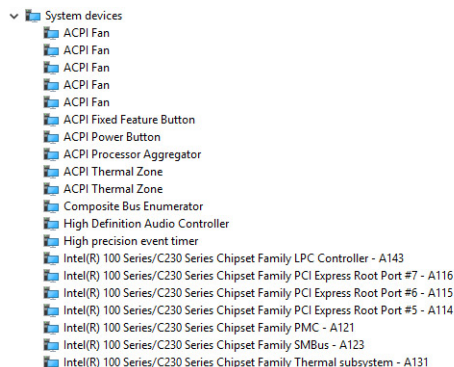 System devices
ACPI Fan
ACPI Fan
ACPI Fan
ACPI Fan
ACPI Fan
ACPI Fixed Feature Button
ACPI Power Button
ACPI Processor Aggregator
ACPI Thermal Zone
ACPI Thermal Zone
Composite Bus Enumerator
High Definition Audio Controller
High precision event timer
Intel(R) 100 Series/C230 Series Chipset Family LPC Controller - A143
Intel(R) 100 Series/C230 Series Chipset Family PCI Express Root Port #7 - A116
Intel(R) 100 Series/C230 Series Chipset Family PCI Express Root Port #6 - A115
Intel(R) 100 Series/C230 Series Chipset Family PCI Express Root Port #5 - A114
Intel(R) 100 Series/C230 Series Chipset Family PMC - A121
Intel(R) 100 Series/C230 Series Chipset Family SMBus - A123
Intel(R) 100 Series/C230 Series Chipset Family Thermal subsystem - A131